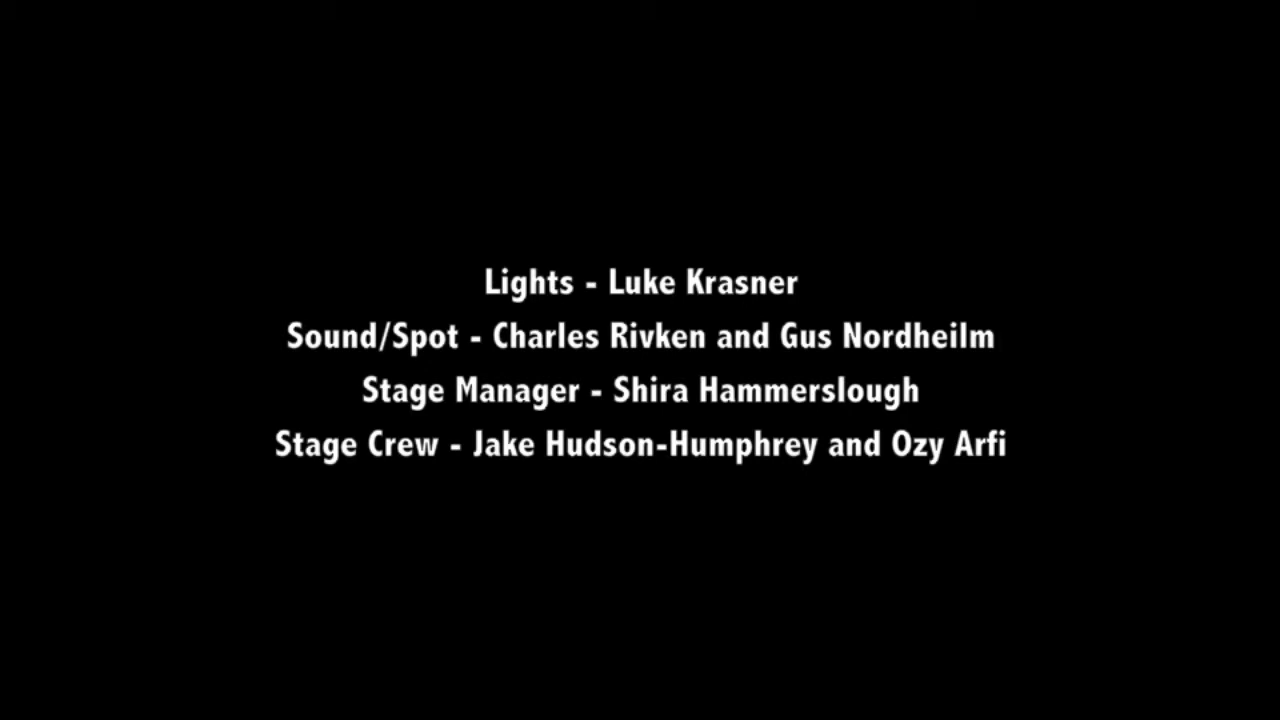 Lights - Luke Krasner
Sound/Spot - Charles Rivken and Gus Nordheilm
Stage Manager - Shira Hammerslough
Stage Crew - Jake Hudson-Humphrey and Ozy Arfi